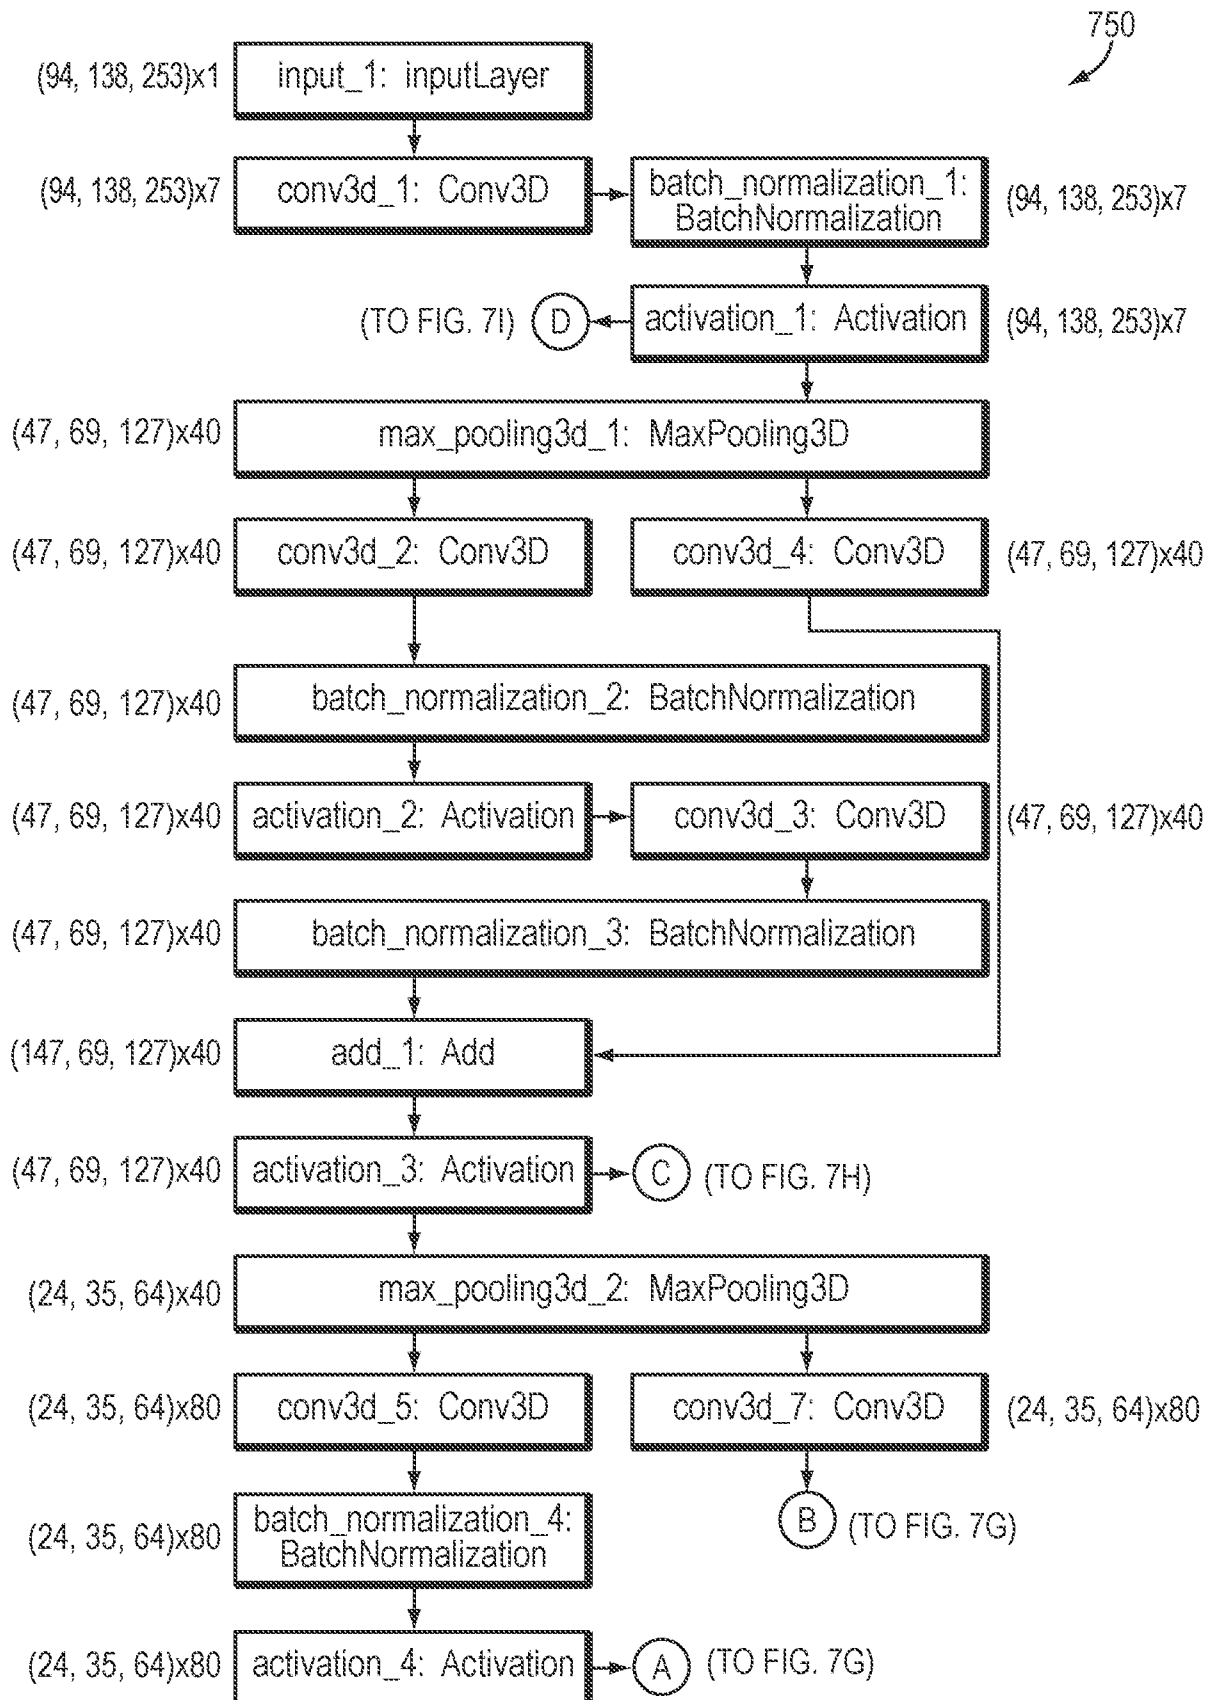 750
(94, 138, 253)x1 input_1: inputLayer
(94, 138, 253)x7 conv3d_1: Conv3D
batch_normalization_1:
BatchNormalization
(94, 138, 253)x7
(TO FIG. 7I) D activation_1: Activation (94, 138, 253)x7
(47, 69, 127)x40 max_pooling3d_1: MaxPooling3D
(47, 69, 127)x40 conv3d_2: Conv3D conv3d_4: Conv3D (47, 69, 127)x40
(47, 69, 127)x40 batch_normalization_2: BatchNormalization
(47, 69, 127)x40 activation_2: Activation conv3d_3: Conv3D (47, 69, 127)x40
(47, 69, 127)x40 batch_normalization_3: BatchNormalization
(147, 69, 127)x40 add_1: Add
(47, 69, 127)x40 activation_3: Activation C (TO FIG. 7H)
(24, 35, 64)x40 max_pooling3d_2: MaxPooling3D
(24, 35, 64)x80 conv3d_5: Conv3D conv3d_7: Conv3D (24, 35, 64)x80
(24, 35, 64)x80
batch_normalization_4:
BatchNormalization
B (TO FIG. 7G)
(24, 35, 64)x80 activation_4: Activation A (TO FIG. 7G)